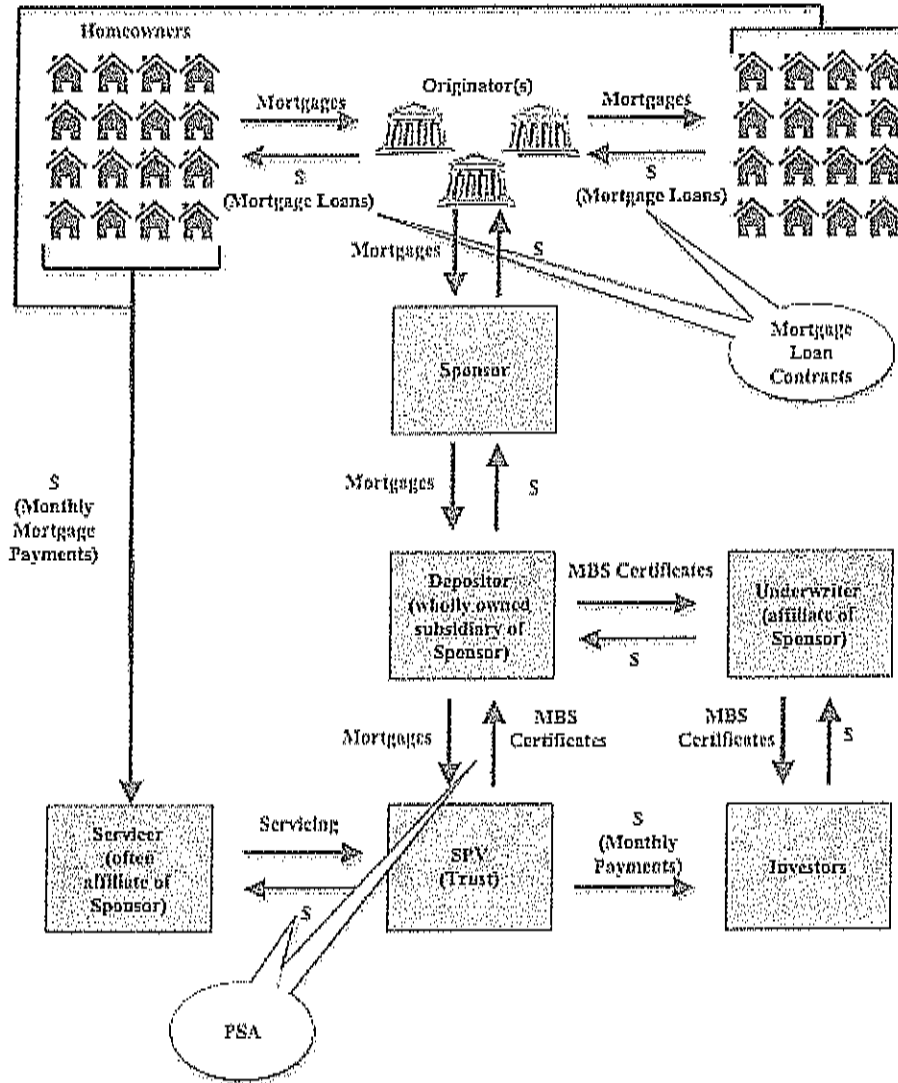 Homeowners
Originator(s)
Mortgages
Mortgages
$
(Mortgage Loans)
$
(Mortgage Loans)
Mortgages
$
Mortgage
Loan
Contracts
Sponsor
$
(Monthly
Mortgage
Payments)
Mortgages
$
Depositor
(wholly owned
subsidiary of
Sponsor)
MBS Certificates
$
Underwriter
(affiliate of
Sponsor)
Mortgages
MBS
Certificates
MBS
Certificates
$
Servicer
(often
affiliate of
Sponsor)
Servicing
$
SPV
(Trust)
$
(Monthly
Payments)
Investors
PSA